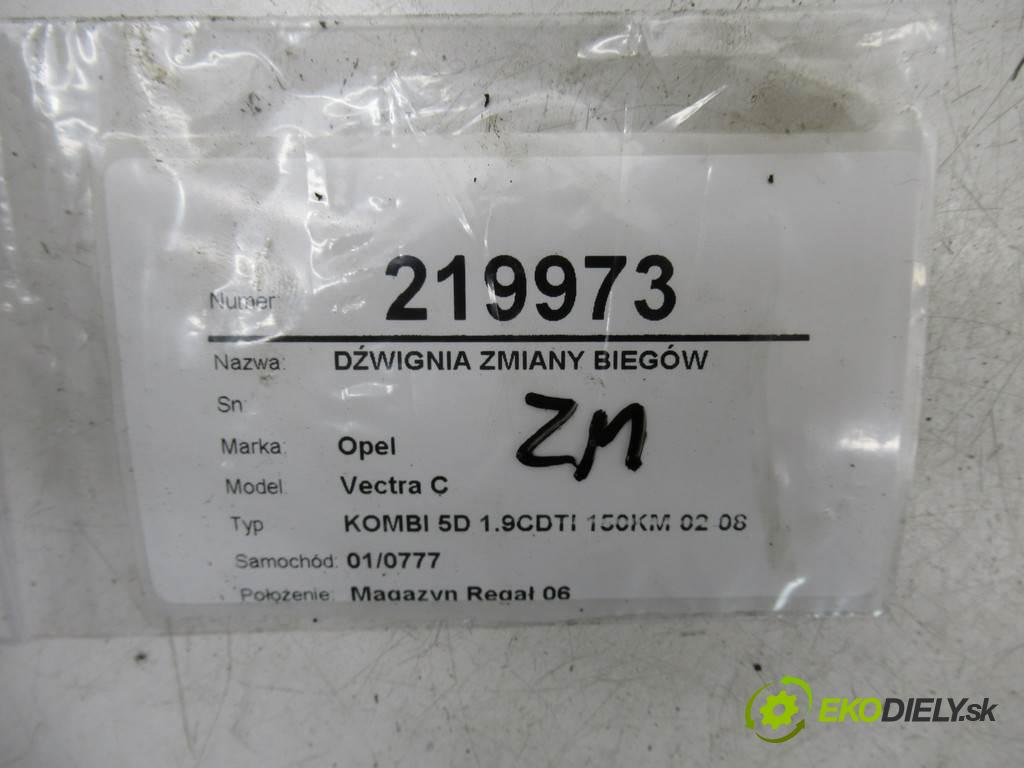 Numer: 219973
Nazwa: DŹWIGNIA ZMIANY BIEGÓW
Sn:
ZM
Marka: Opel
Model: Vectra C
Typ KOMBI 5D 1.9CDTI 150KM 02-08
Samochód: 01/0777
Położenie: Magazyn Regał 06
EKODIELY.sk